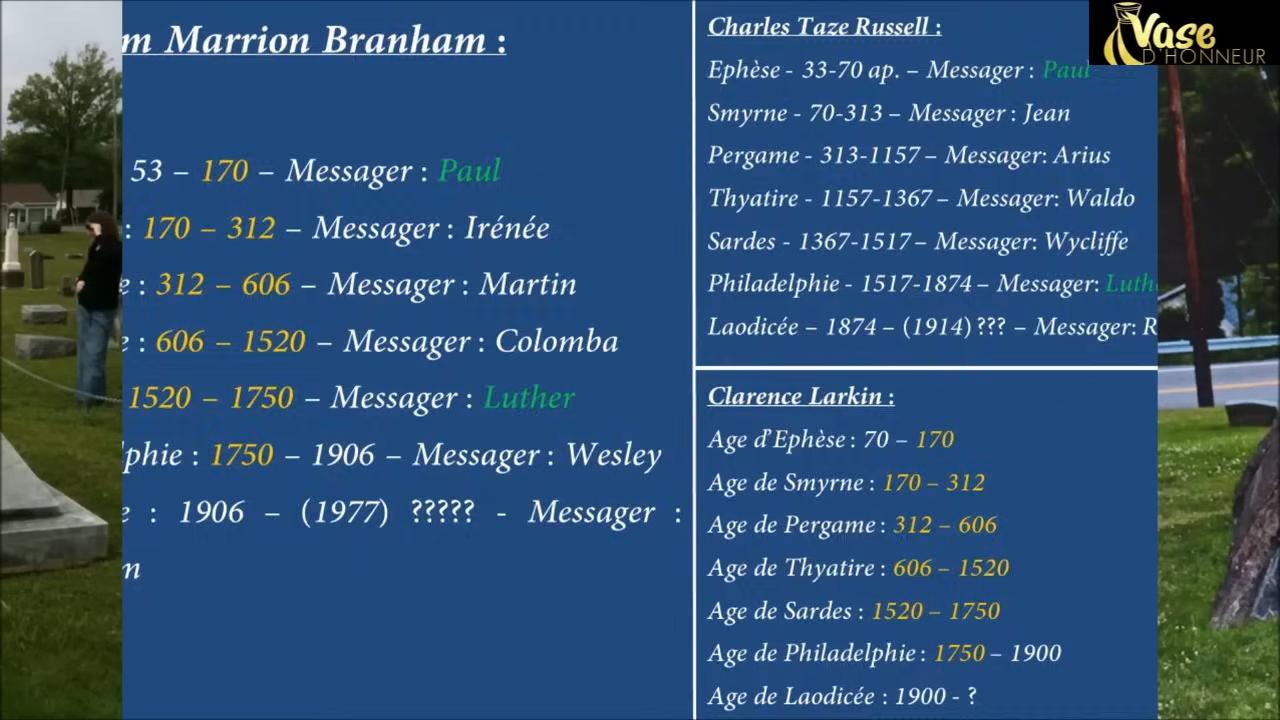 m Marrion Branham :
53 – 170 – Messager : Paul
: 170 – 312 – Messager : Irénée
e : 312 – 606 – Messager : Martin
e : 606 – 1520 – Messager : Colomba
1520 – 1750 – Messager : Luther
phie : 1750 – 1906 – Messager : Wesley
e : 1906 – (1977) ????? - Messager :
m
Charles Taze Russell :
Ephèse - 33-70 ap. – Messager : Paul
Smyrne - 70-313 – Messager : Jean
Pergame - 313-1157 – Messager: Arius
Thyatire - 1157-1367 – Messager: Waldo
Sardes - 1367-1517 – Messager: Wycliffe
Philadelphie - 1517-1874 – Messager: Luth
Laodicée – 1874 – (1914) ??? – Messager: R
Clarence Larkin :
Age d'Ephèse : 70 – 170
Age de Smyrne : 170 – 312
Age de Pergame : 312 – 606
Age de Thyatire : 606 – 1520
Age de Sardes : 1520 – 1750
Age de Philadelphie : 1750 – 1900
Age de Laodicée : 1900 - ?
Vase
D'HONNEUR